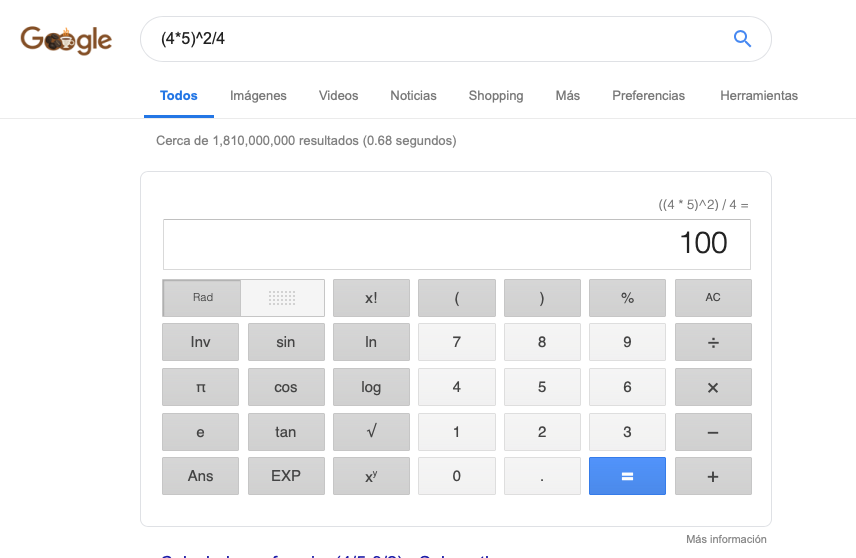 Google
(4*5)^2/4
Todos Imágenes Videos Noticias Shopping Más Preferencias Herramientas
Cerca de 1,810,000,000 resultados (0.68 segundos)
((4 * 5)^2) / 4 =
100
Rad x! ( ) % AC
Inv sin ln 7 8 9 ÷
π cos log 4 5 6 ×
e tan √ 1 2 3 −
Ans EXP xʸ 0 . = +
Más información